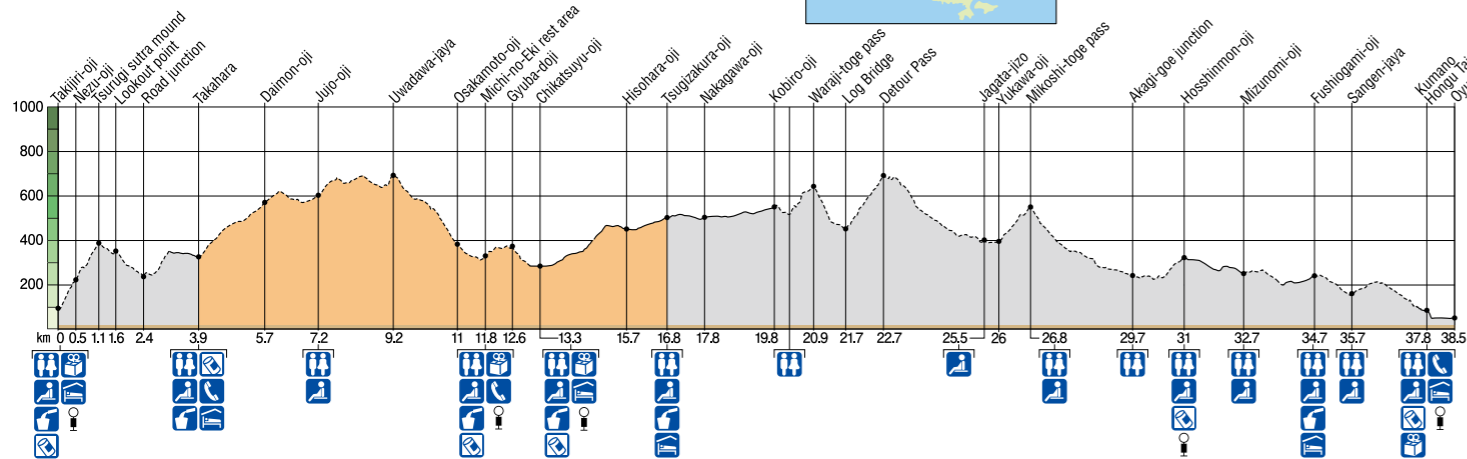 Takijiri-oji
Nezu-oji
Tsurugi sutra mound
Lookout point
Road junction
Takahara
Daimon-oji
Jujo-oji
Uwadawa-jaya
Osakamoto-oji
Michi-no-Eki rest area
Gyuba-doji
Chikatsuyu-oji
Hisohara-oji
Tsugizakura-oji
Nakagawa-oji
Kobiro-oji
Waraji-toge pass
Log Bridge
Detour Pass
Jagata-jizo
Yukawa-oji
Mikoshi-toge pass
Akagi-goe junction
Hosshinmon-oji
Mizunomi-oji
Fushiogami-oji
Sangen-jaya
Kumano
Hongu Tai
Oyu
1000
800
600
400
200
km 0 0,5 1.1 1.6 2.4 3.9 5.7 7.2 9.2 11 11.8 12.6 13.3 15.7 16.8 17.8 19.8 20.9 21.7 22.7 25.5 26 26.8 29.7 31 32.7 34.7 35.7 37.8 38.5